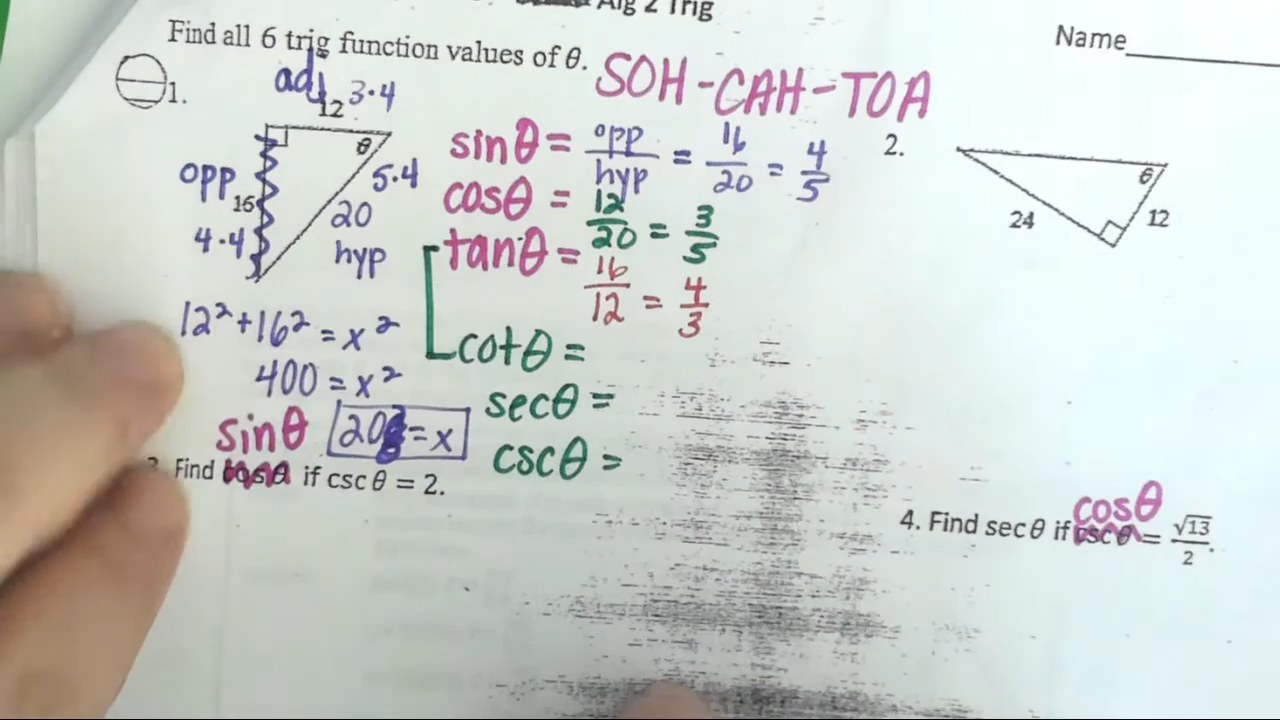 Alg 2 Trig
Name
Find all 6 trig function values of θ.
SOH-CAH-TOA
1.
adj
12
3·4
θ
opp
16
4·4
5·4
20
hyp
sinθ = opp/hyp = 16/20 = 4/5
cosθ = 12/20 = 3/5
tanθ = 16/12 = 4/3
cotθ =
secθ =
cscθ =
12² + 16² = x²
400 = x²
20 = x
2.
θ
24
12
sinθ
Find cosθ if csc θ = 2.
cosθ
4. Find sec θ if csc θ = √13/2.